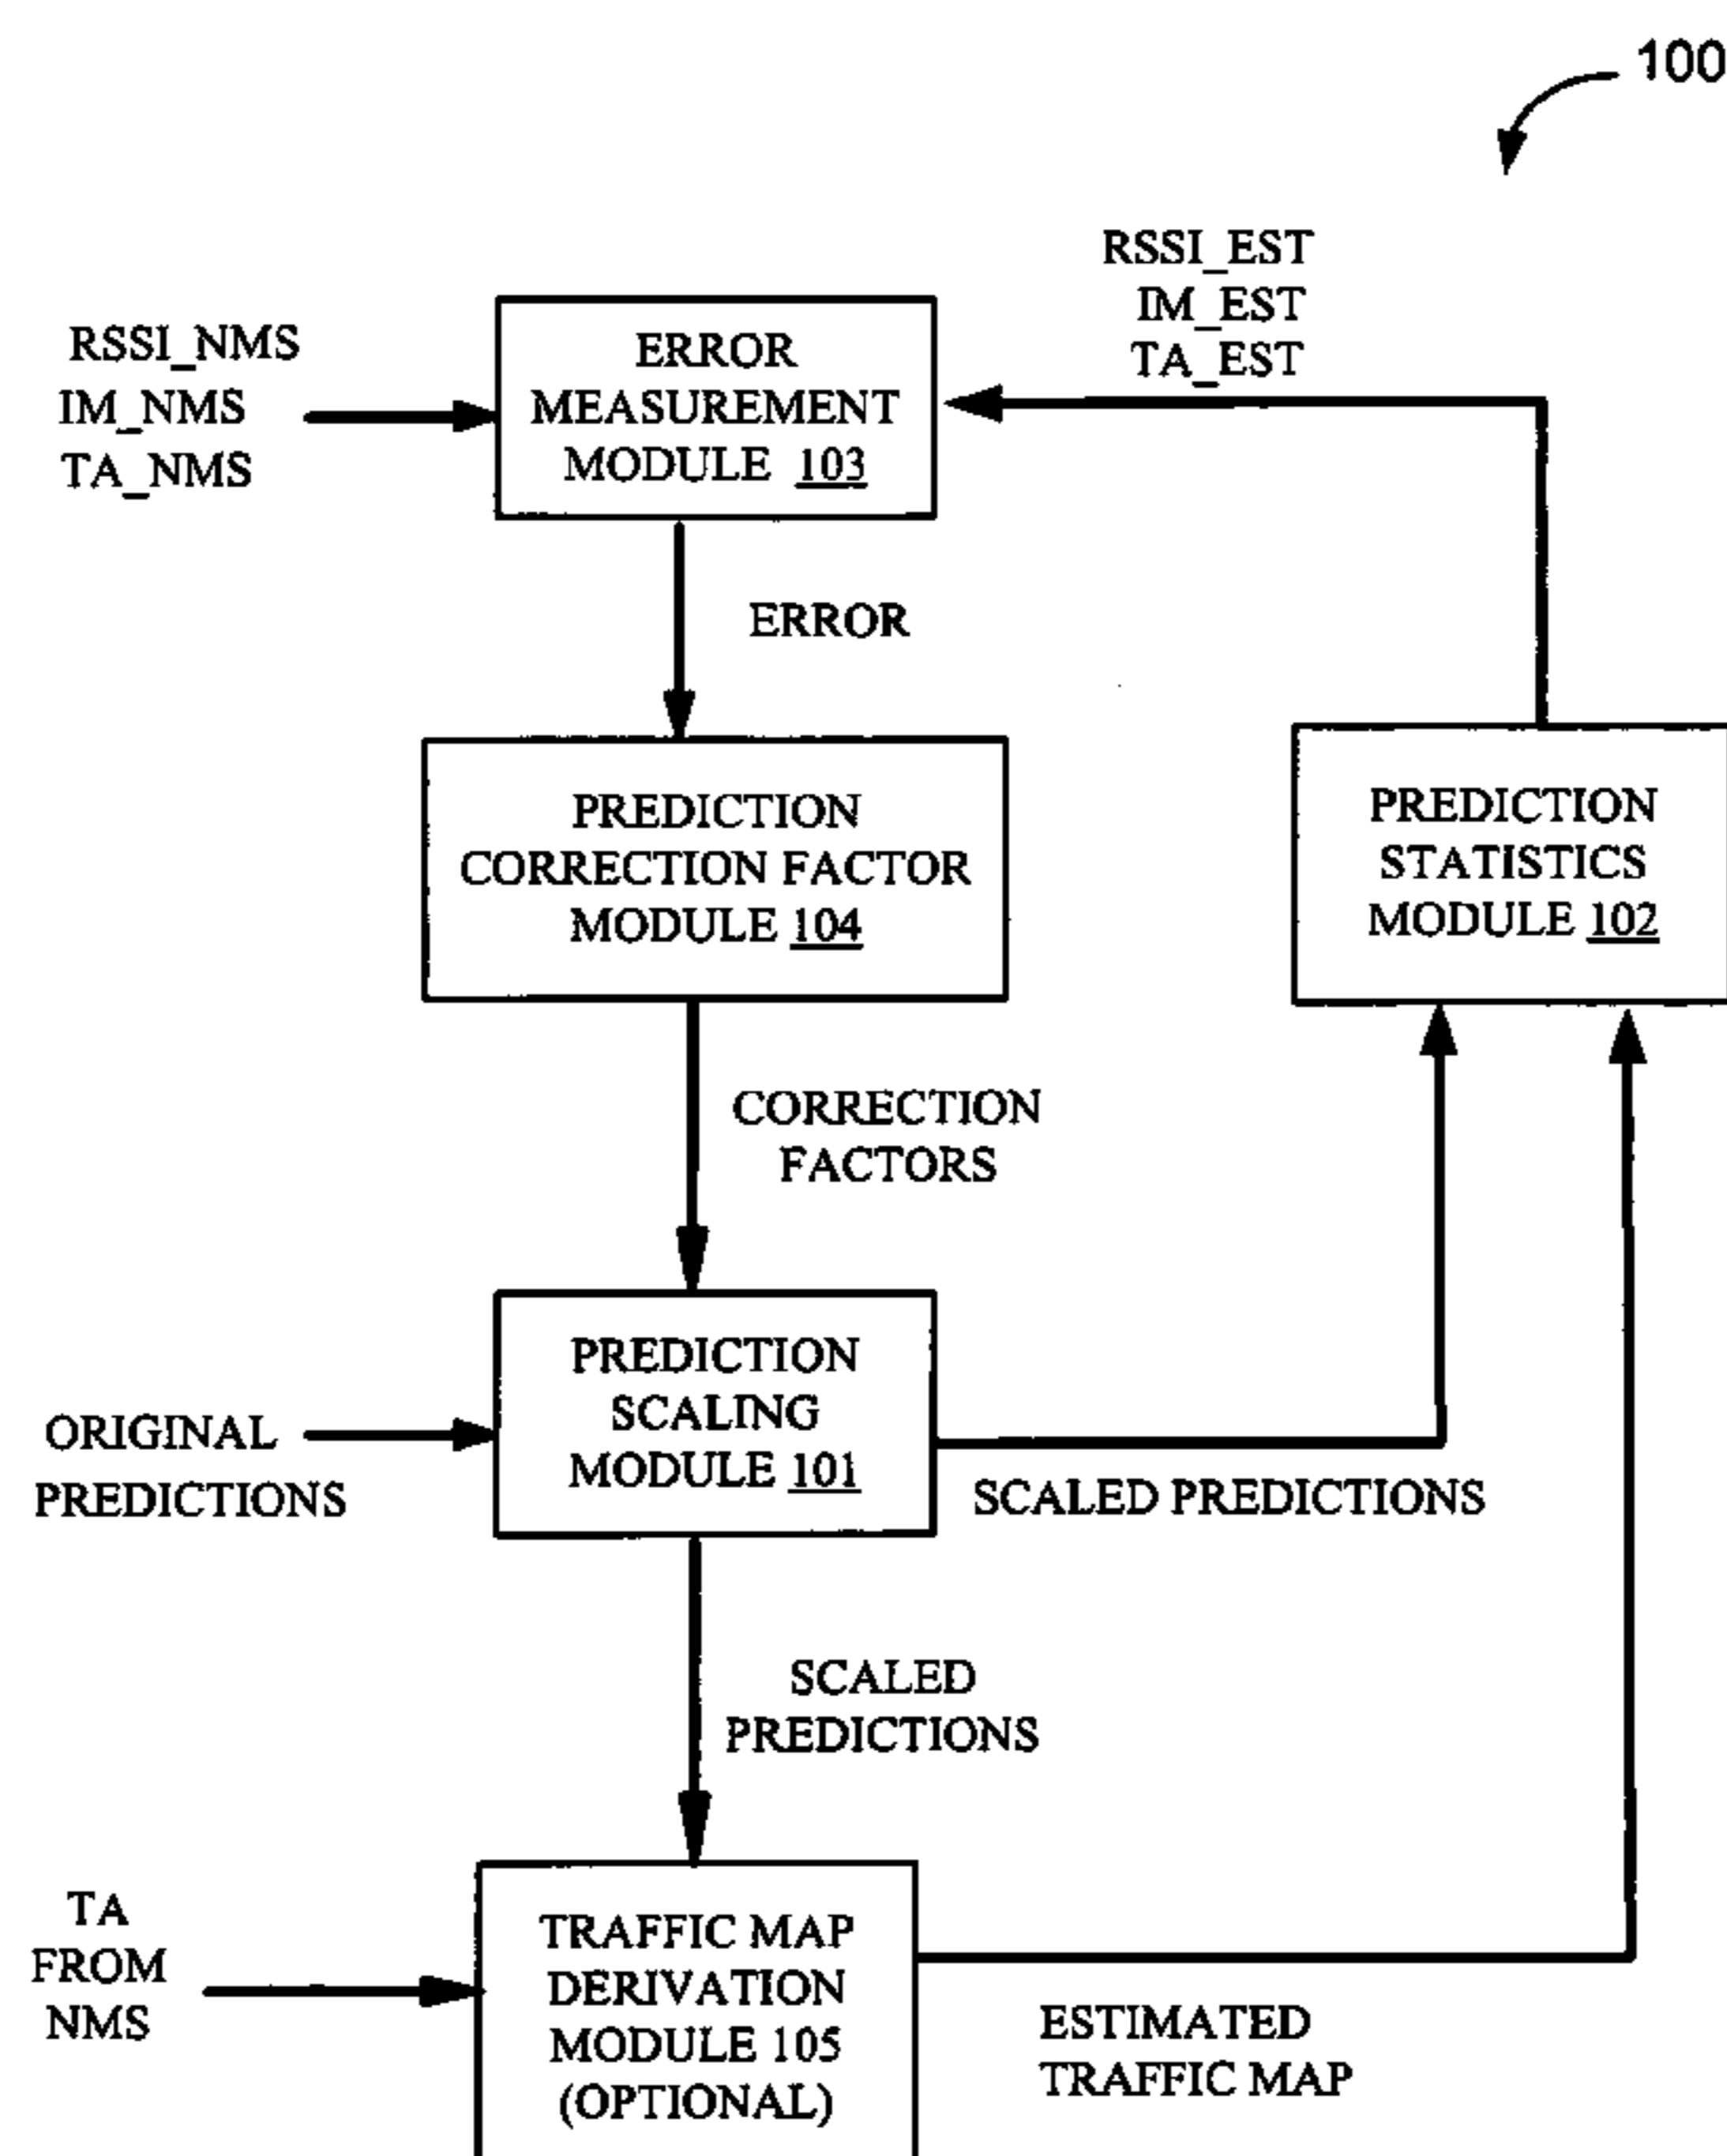 100
RSSI_EST
IM_EST
TA_EST
RSSI_NMS
IM_NMS
TA_NMS
ERROR
MEASUREMENT
MODULE 103
ERROR
PREDICTION
CORRECTION FACTOR
MODULE 104
PREDICTION
STATISTICS
MODULE 102
CORRECTION
FACTORS
PREDICTION
SCALING
MODULE 101
ORIGINAL
PREDICTIONS
SCALED PREDICTIONS
SCALED
PREDICTIONS
TA
FROM
NMS
TRAFFIC MAP
DERIVATION
MODULE 105
(OPTIONAL)
ESTIMATED
TRAFFIC MAP